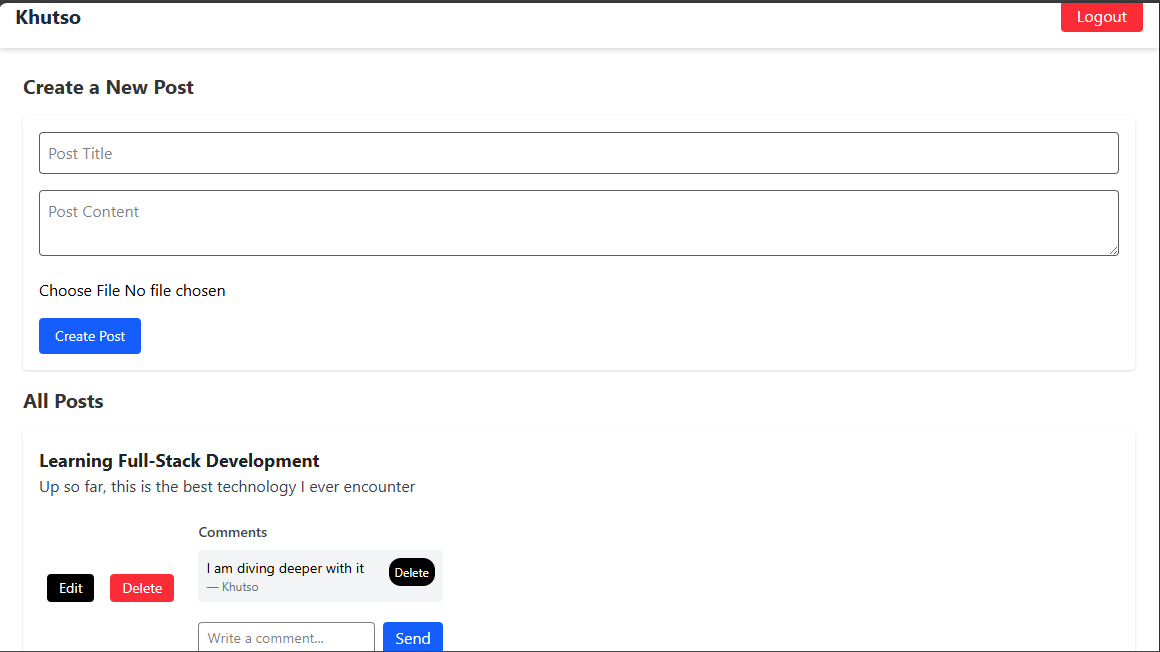 Khutso
Logout
Create a New Post
Post Title
Post Content
Choose File No file chosen
Create Post
All Posts
Learning Full-Stack Development
Up so far, this is the best technology I ever encounter
Comments
I am diving deeper with it
— Khutso
Delete
Edit
Delete
Write a comment...
Send